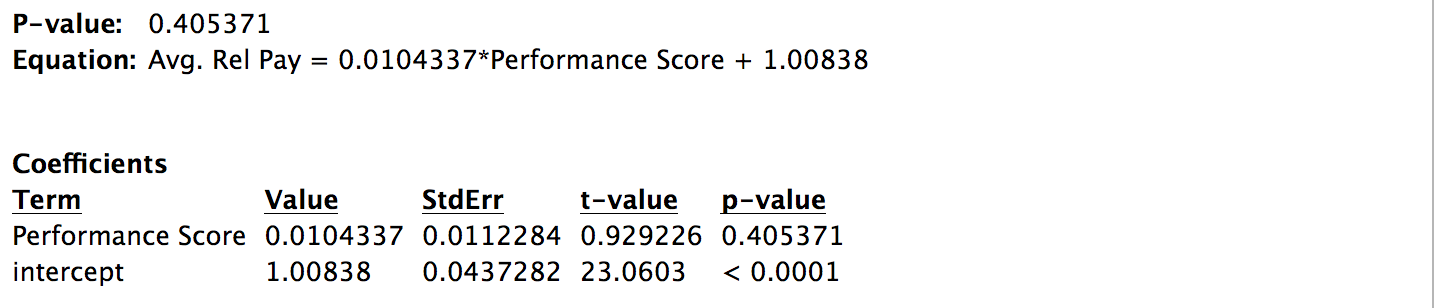 P-value: 0.405371
Equation: Avg. Rel Pay = 0.0104337*Performance Score + 1.00838
Coefficients
Term Value StdErr t-value p-value
Performance Score 0.0104337 0.0112284 0.929226 0.405371
intercept 1.00838 0.0437282 23.0603 < 0.0001